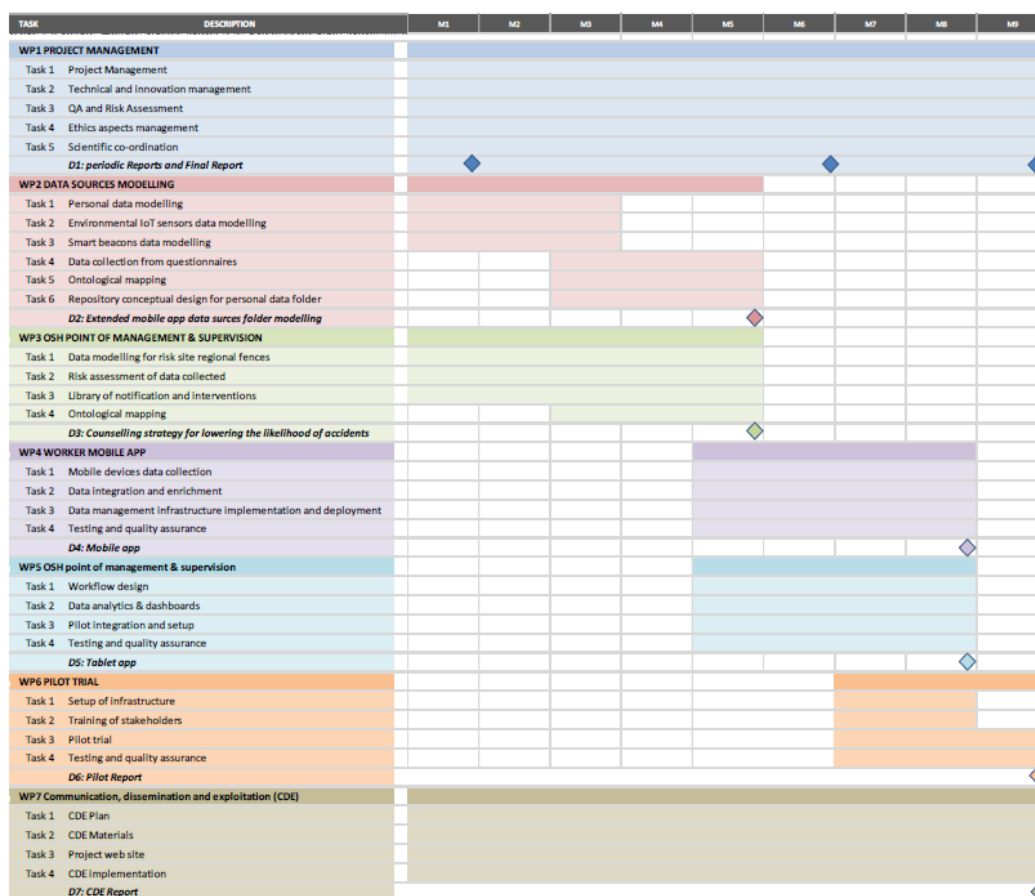 TASK DESCRIPTION M1 M2 M3 M4 M5 M6 M7 M8 M9
WP1 PROJECT MANAGEMENT
Task 1 Project Management
Task 2 Technical and innovation management
Task 3 QA and Risk Assessment
Task 4 Ethics aspects management
Task 5 Scientific co-ordination
D1: periodic Reports and Final Report
WP2 DATA SOURCES MODELLING
Task 1 Personal data modelling
Task 2 Environmental IoT sensors data modelling
Task 3 Smart beacons data modelling
Task 4 Data collection from questionnaires
Task 5 Ontological mapping
Task 6 Repository conceptual design for personal data folder
D2: Extended mobile app data surces folder modelling
WP3 OSH POINT OF MANAGEMENT & SUPERVISION
Task 1 Data modelling for risk site regional fences
Task 2 Risk assessment of data collected
Task 3 Library of notification and interventions
Task 4 Ontological mapping
D3: Counselling strategy for lowering the likelihood of accidents
WP4 WORKER MOBILE APP
Task 1 Mobile devices data collection
Task 2 Data integration and enrichment
Task 3 Data management infrastructure implementation and deployment
Task 4 Testing and quality assurance
D4: Mobile app
WP5 OSH point of management & supervision
Task 1 Workflow design
Task 2 Data analytics & dashboards
Task 3 Pilot integration and setup
Task 4 Testing and quality assurance
D5: Tablet app
WP6 PILOT TRIAL
Task 1 Setup of infrastructure
Task 2 Training of stakeholders
Task 3 Pilot trial
Task 4 Testing and quality assurance
D6: Pilot Report
WP7 Communication, dissemination and exploitation (CDE)
Task 1 CDE Plan
Task 2 CDE Materials
Task 3 Project web site
Task 4 CDE Implementation
D7: CDE Report